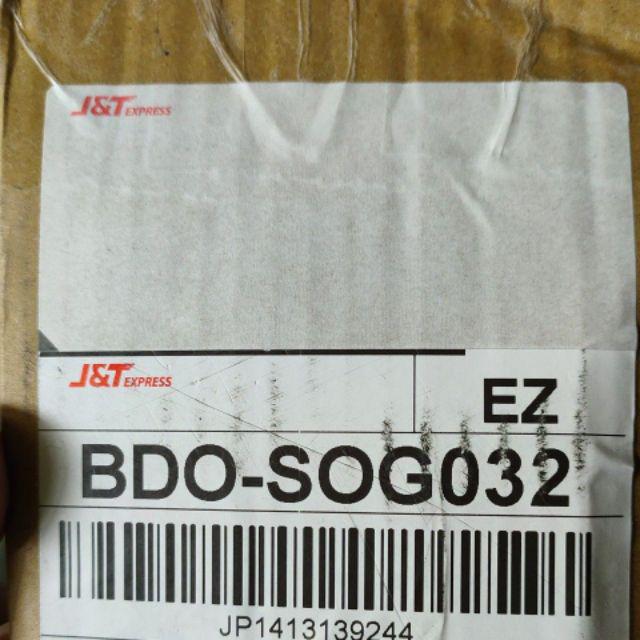 J&T EXPRESS
J&T EXPRESS
EZ
BDO-SOG032
JP1413139244